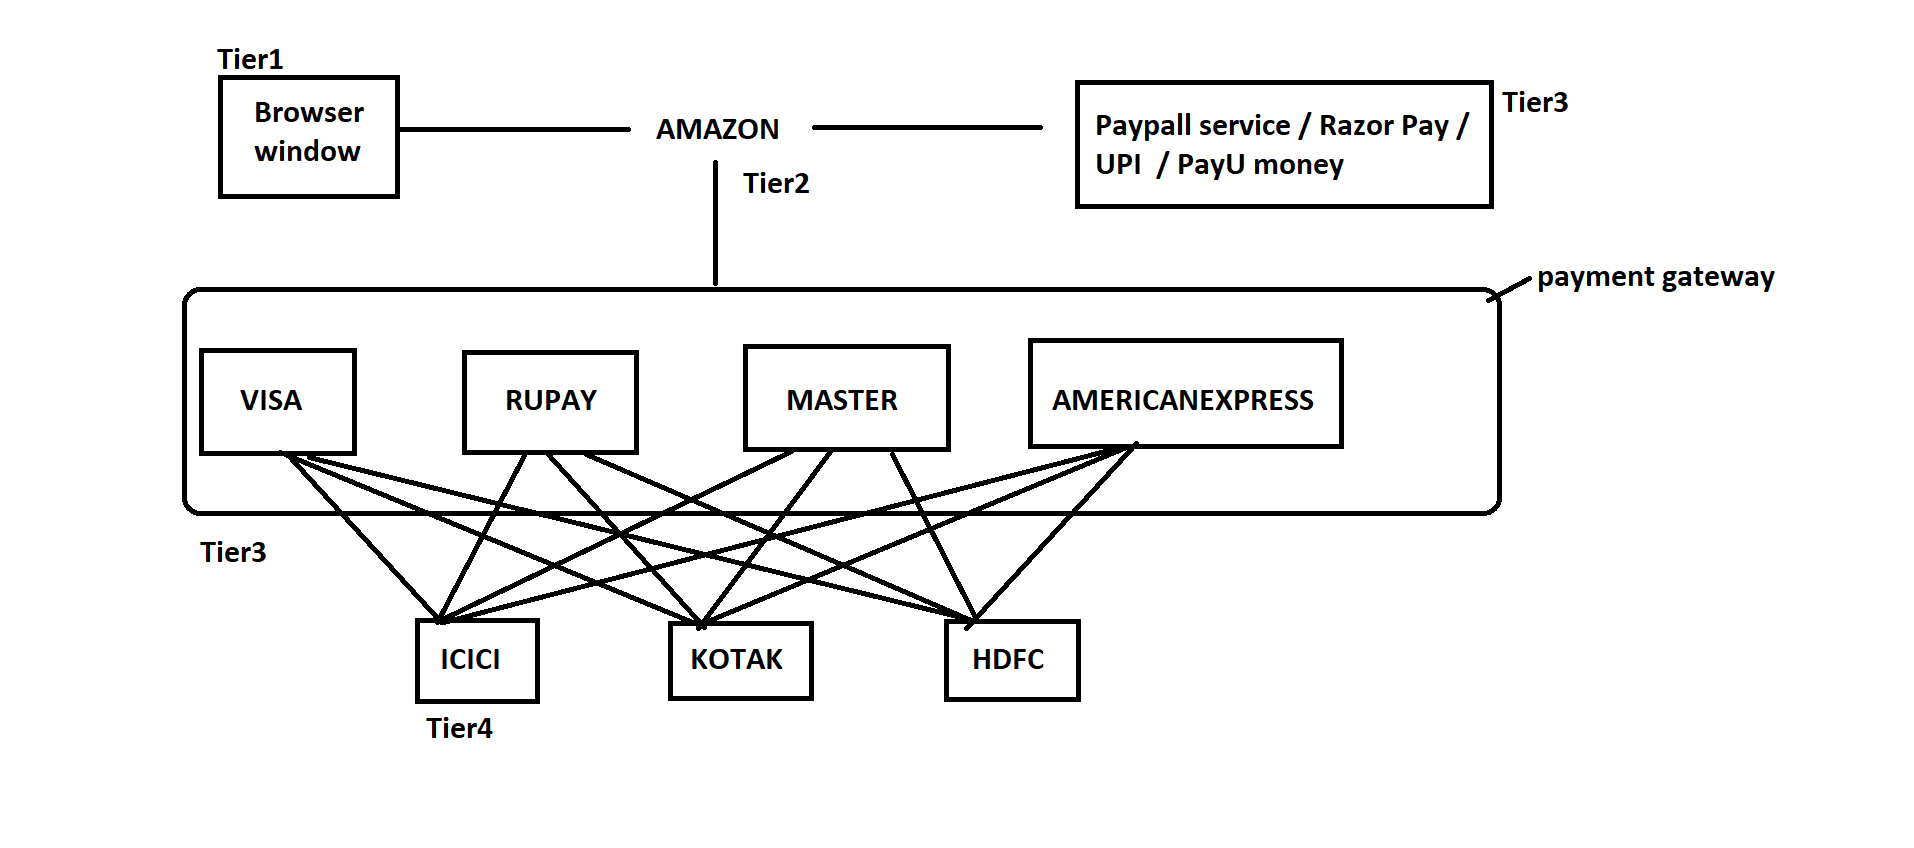 Tier1
Browser
window
AMAZON
Tier2
Paypall service / Razor Pay /
UPI / PayU money
Tier3
payment gateway
VISA
RUPAY
MASTER
AMERICANEXPRESS
Tier3
ICICI
KOTAK
HDFC
Tier4